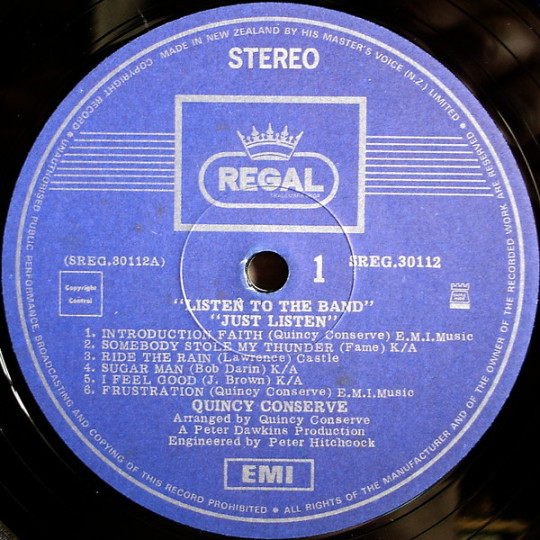 MADE IN NEW ZEALAND BY HIS MASTER'S VOICE (N.Z.) LIMITED •
STEREO
REGAL
(SREG.30112A)
1
SREG.30112
Copyright
Control
"LISTEN TO THE BAND"
"JUST LISTEN"
1. INTRODUCTION FAITH (Quincy Conserve) E.M.I.Music
2. SOMEBODY STOLE MY THUNDER (Fame) K/A
3. RIDE THE RAIN (Lawrence) Castle
4. SUGAR MAN (Bob Darin) K/A
5. I FEEL GOOD (J. Brown) K/A
6. FRUSTRATION (Quincy Conserve) E.M.I.Music
QUINCY CONSERVE
Arranged by Quincy Conserve
A Peter Dawkins Production
Engineered by Peter Hitchcock
EMI
ALL RIGHTS OF THE MANUFACTURER AND OF THE OWNER OF THE RECORDED WORK ARE RESERVED •
UNAUTHORISED PUBLIC PERFORMANCE, BROADCASTING AND COPYING OF THIS RECORD PROHIBITED •
COPYRIGHT RECORD •